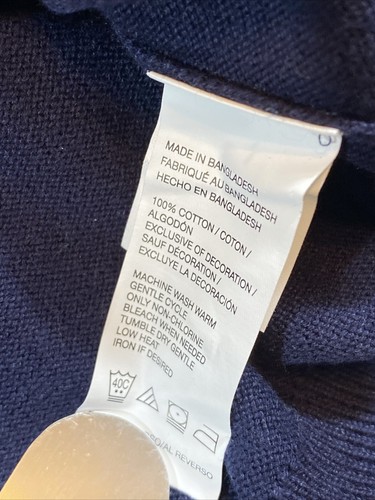 MADE IN BANGLADESH
FABRIQUÉ AU BANGLADESH
HECHO EN BANGLADESH
100% COTTON / COTON /
ALGODÓN
EXCLUSIVE OF DECORATION /
SAUF DÉCORATION /
EXCLUYE LA DECORACIÓN
MACHINE WASH WARM
GENTLE CYCLE
ONLY NON-CHLORINE
BLEACH WHEN NEEDED
TUMBLE DRY GENTLE
LOW HEAT
IRON IF DESIRED
40C
/AL REVERSO